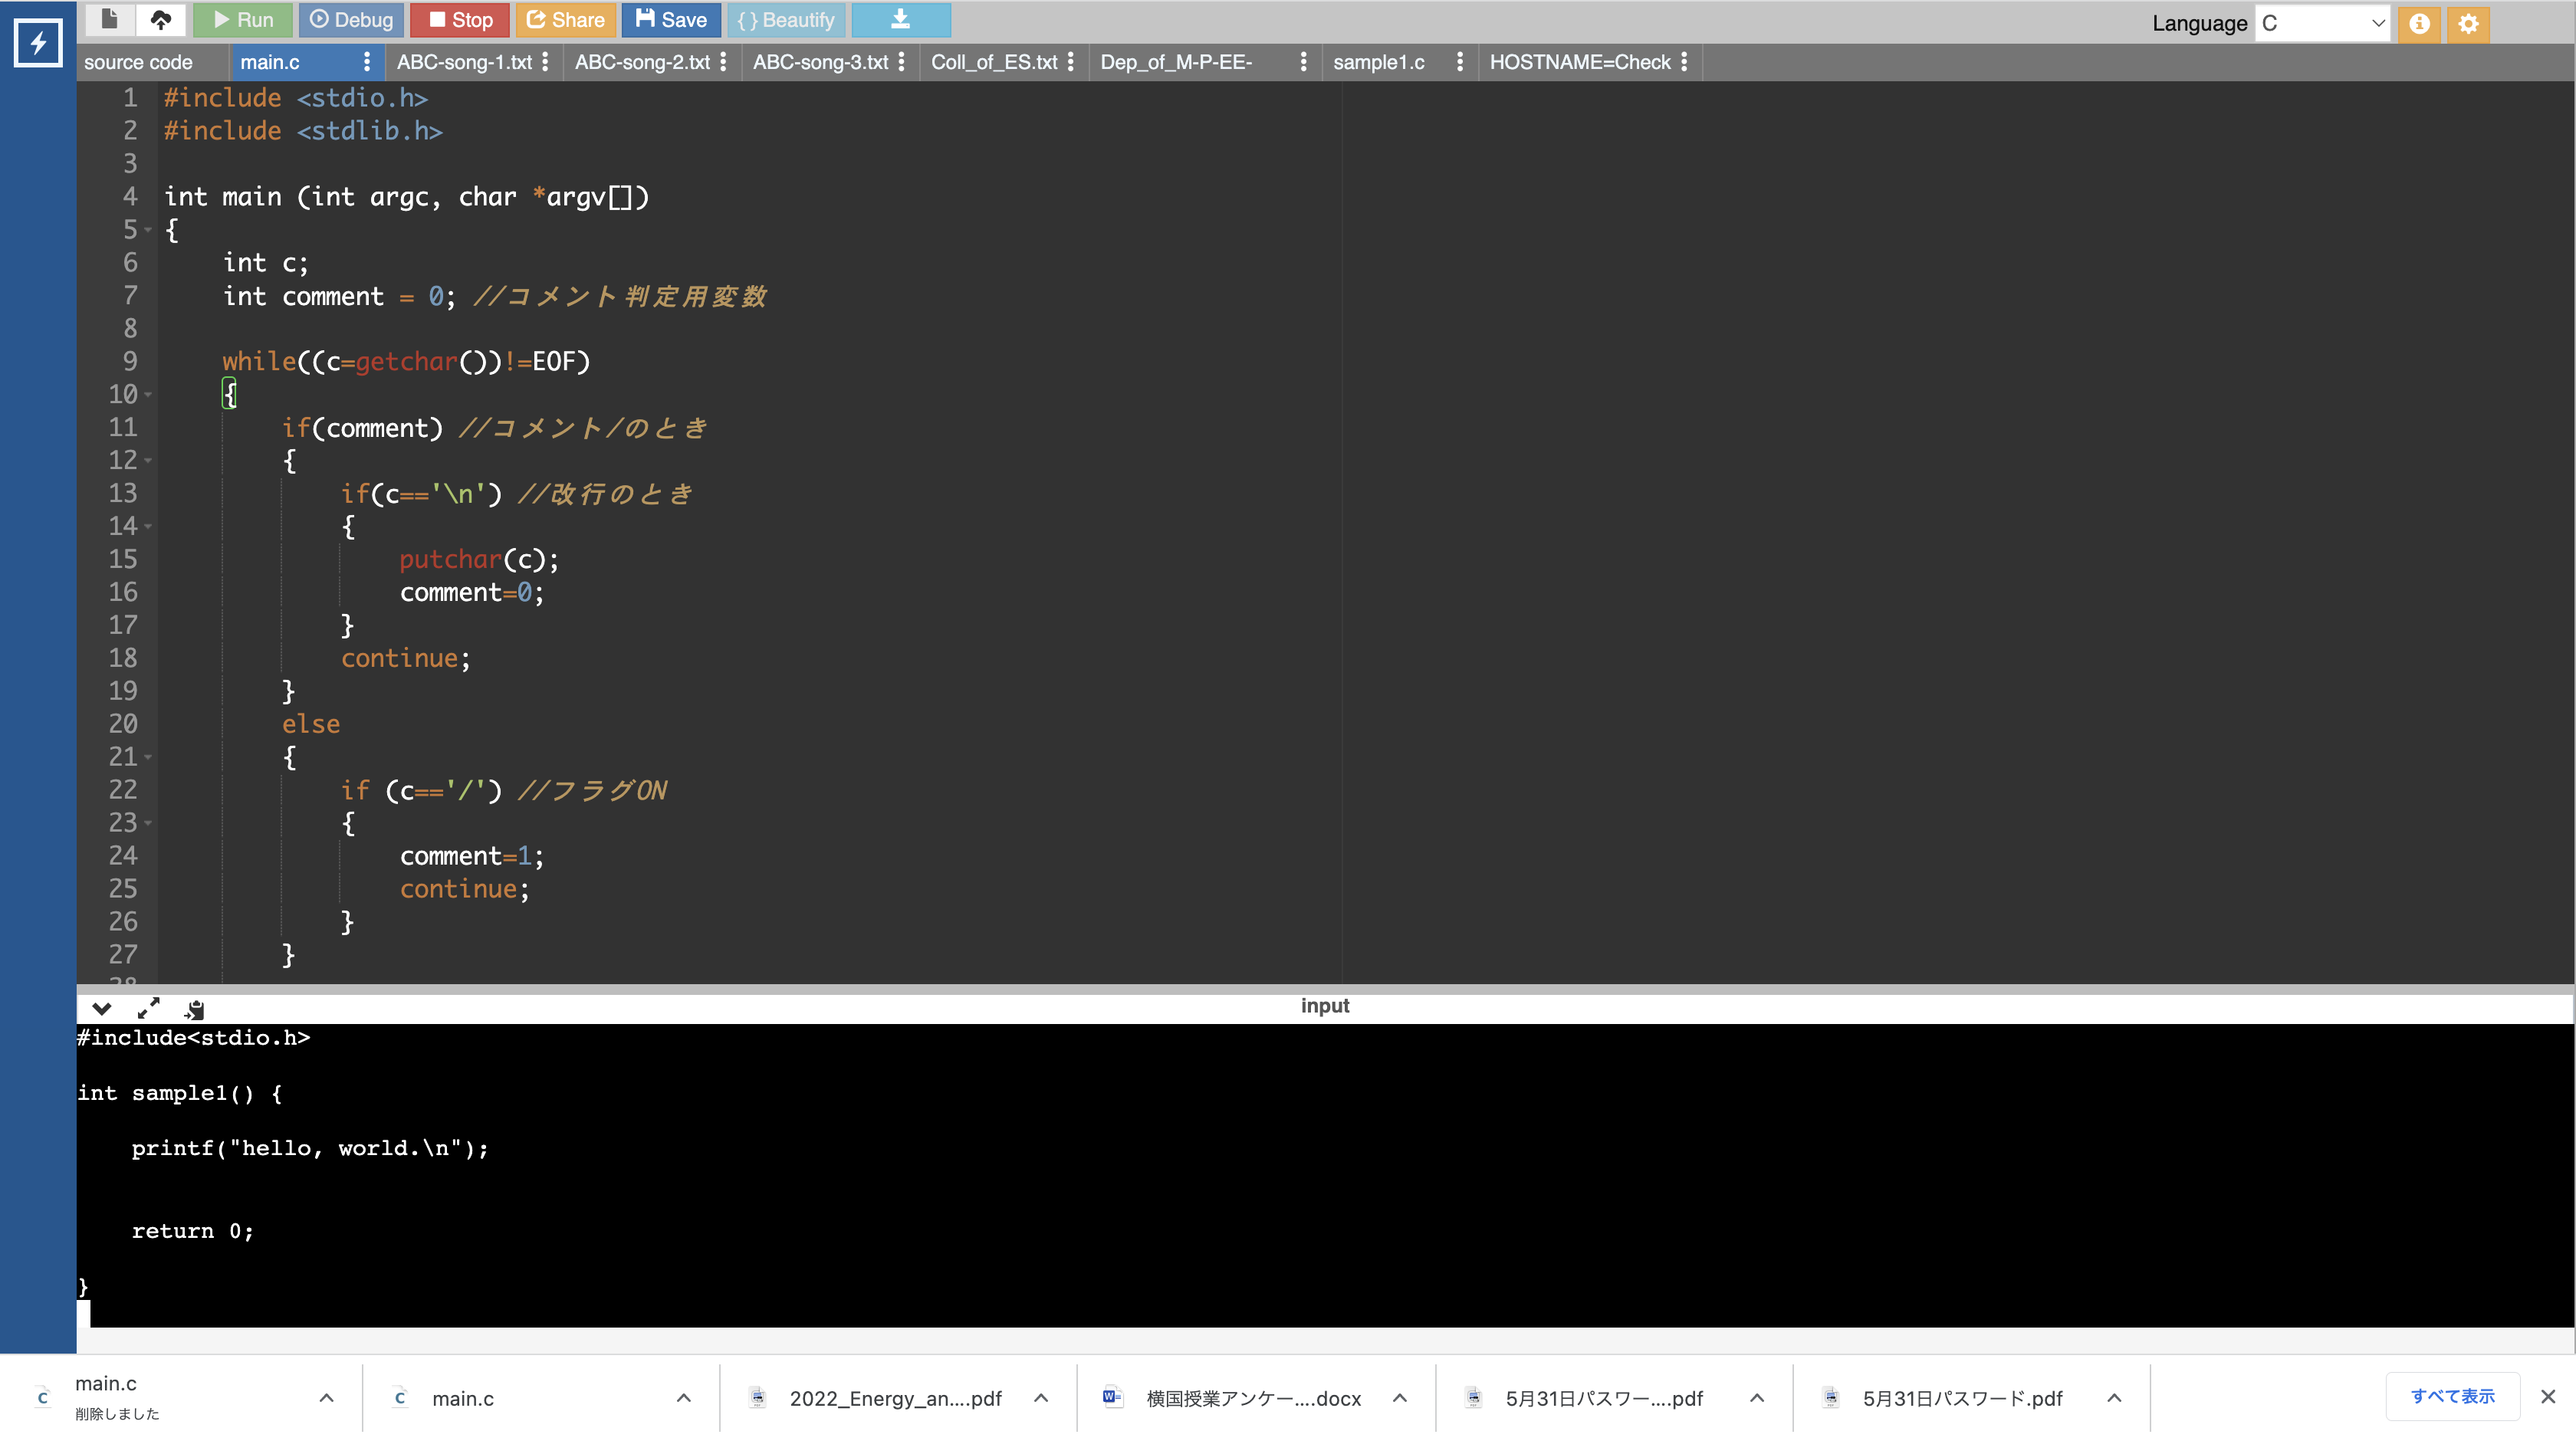 Run Debug Stop Share Save { } Beautify Language C
source code main.c ABC-song-1.txt ABC-song-2.txt ABC-song-3.txt Coll_of_ES.txt Dep_of_M-P-EE- sample1.c HOSTNAME=Check
1 #include <stdio.h>
2 #include <stdlib.h>
3
4 int main (int argc, char *argv[])
5 {
6 int c;
7 int comment = 0; //コメント判定用変数
8
9 while((c=getchar())!=EOF)
10 {
11 if(comment) //コメント/のとき
12 {
13 if(c=='\n') //改行のとき
14 {
15 putchar(c);
16 comment=0;
17 }
18 continue;
19 }
20 else
21 {
22 if (c=='/') //フラグON
23 {
24 comment=1;
25 continue;
26 }
27 }
28
input
#include<stdio.h>
int sample1() {
printf("hello, world.\n");
return 0;
}
main.c
削除しました
main.c
2022_Energy_an....pdf
横国授業アンケー....docx
5月31日パスワー....pdf
5月31日パスワード.pdf
すべて表示